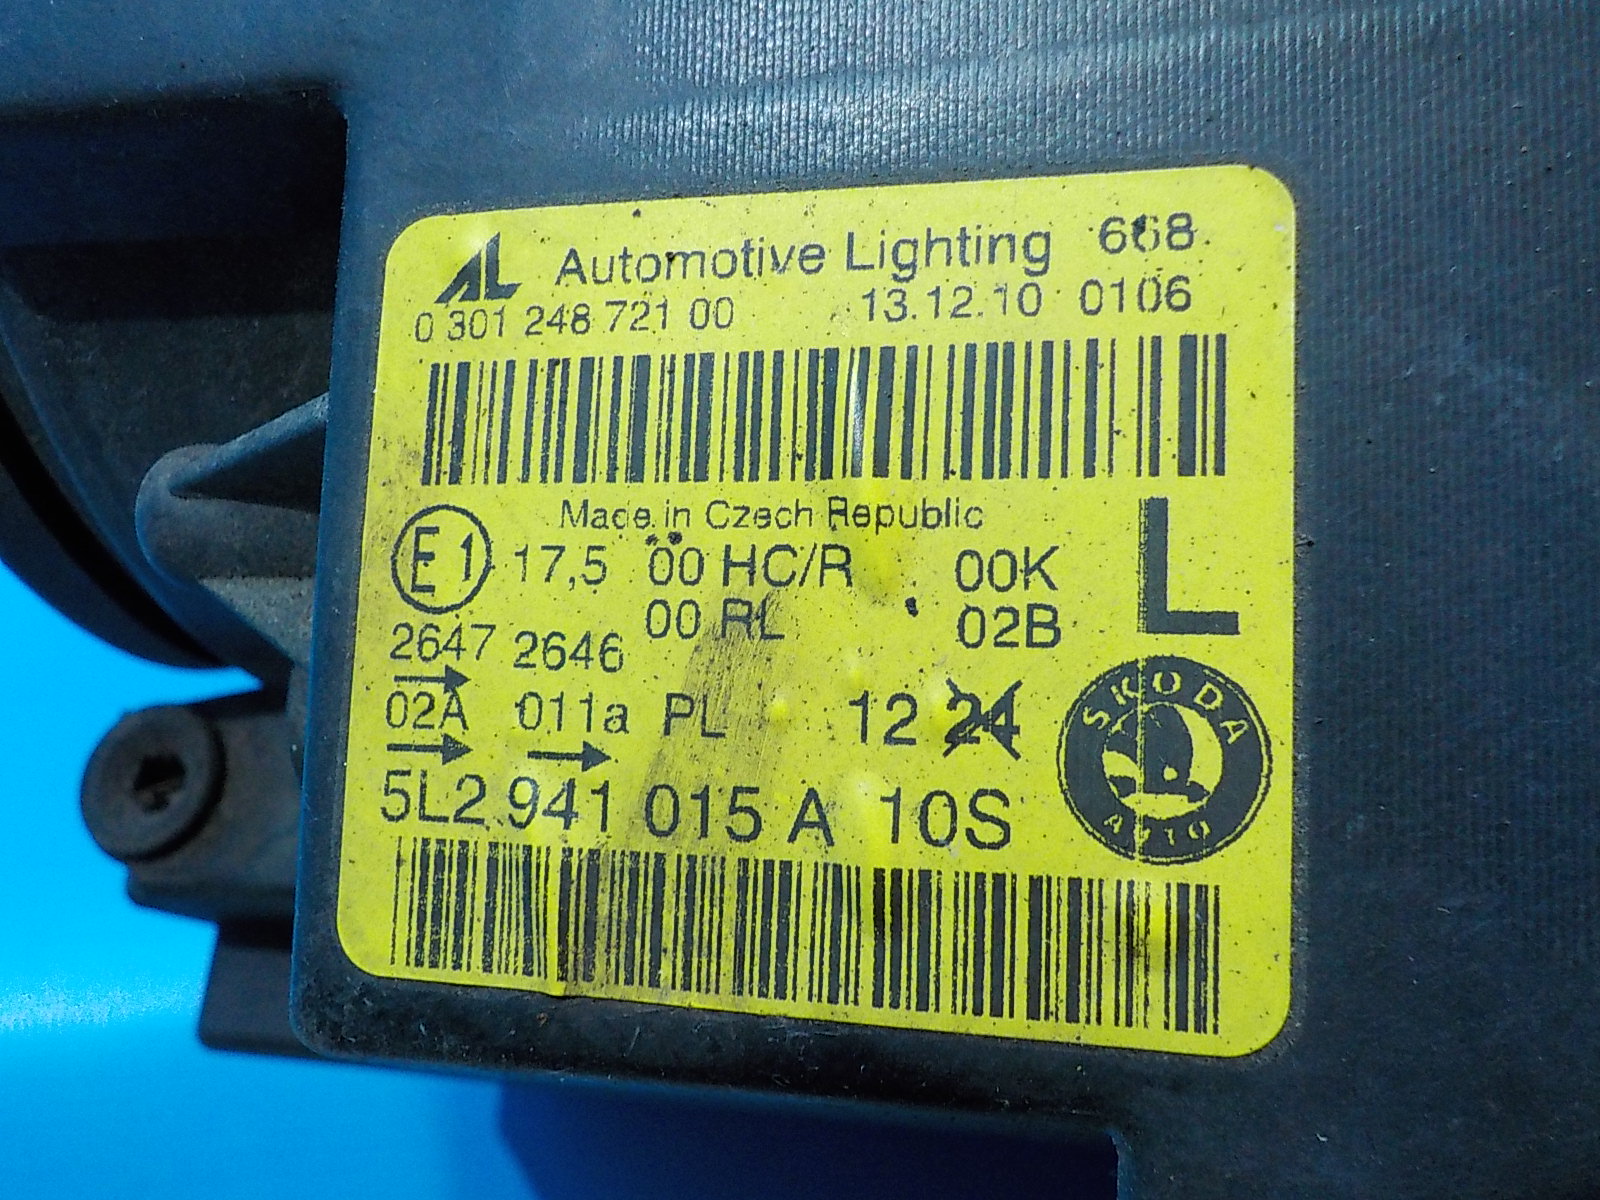 AL Automotive Lighting 668
0 301 248 721 00 13.12.10 0106
Made in Czech Republic
E1 17,5 00 HC/R 00K L
00 RL 02B
2647 2646
02A 011a PL 12 24
5L2 941 015 A 10S
SKODA
AUTO